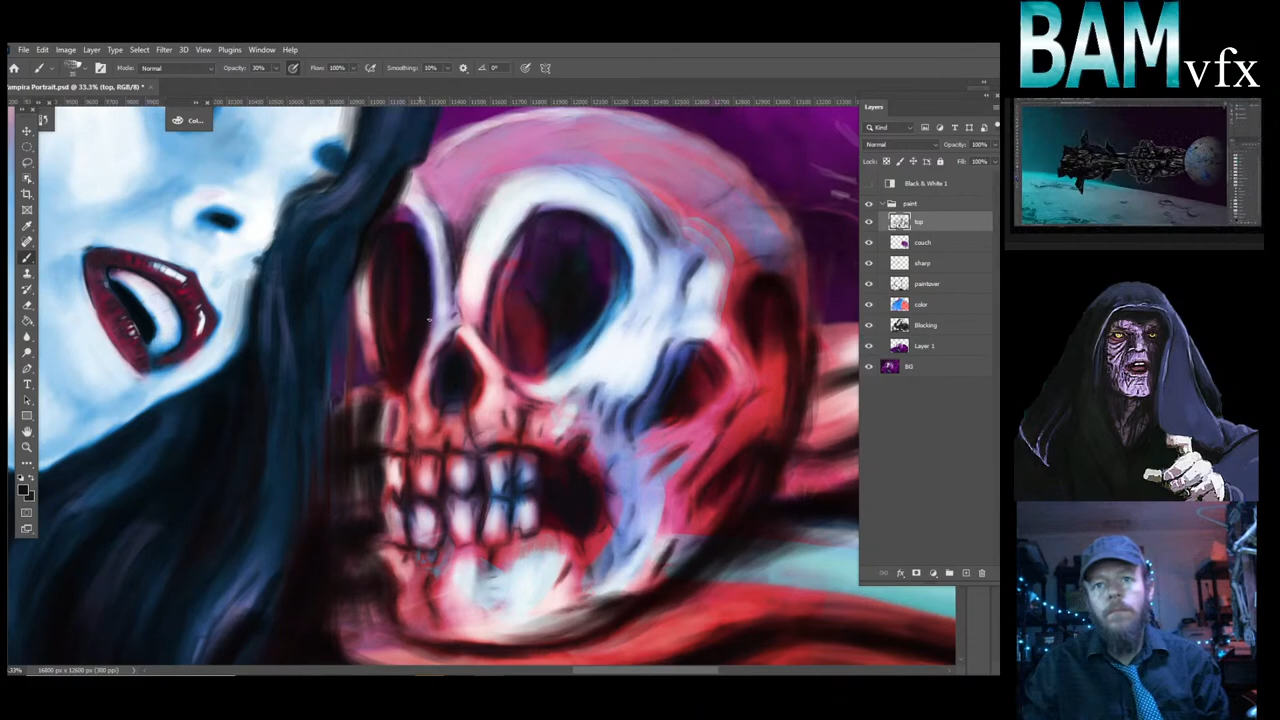 File Edit Image Layer Type Select Filter 3D View Plugins Window Help
Mode: Normal Opacity: 30% Flow: 100% Smoothing: 10% 0°
ampira Portrait.psd @ 33.3% (top, RGB/8) *
Col...
Layers
Kind
Normal Opacity: 100%
Lock: Fill: 100%
Black & White 1
paint
top
couch
sharp
paintover
color
Blocking
Layer 1
BG
.33% 16800 px x 12600 px (300 ppi)
BAM vfx